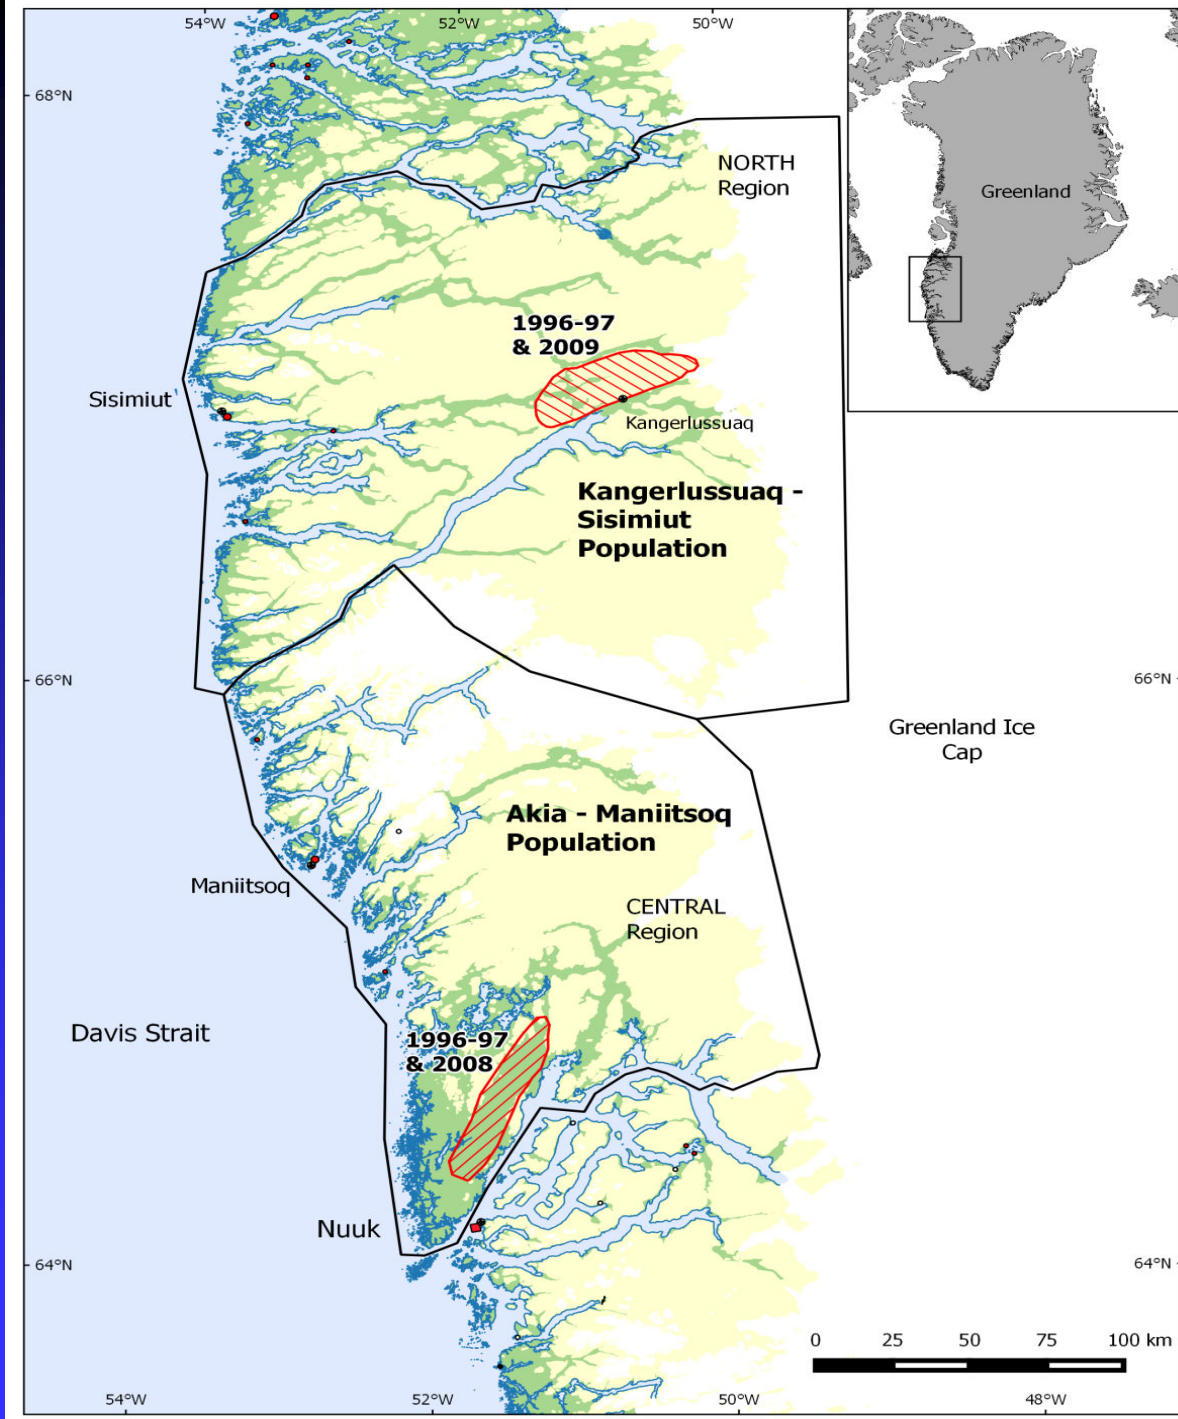 54°W
52°W
50°W
68°N
NORTH
Region
Greenland
1996-97
& 2009
Sisimiut
Kangerlussuaq
Kangerlussuaq -
Sisimiut
Population
66°N
66°N
Greenland Ice
Cap
Akia - Maniitsoq
Population
Maniitsoq
CENTRAL
Region
Davis Strait
1996-97
& 2008
Nuuk
64°N
64°N
0 25 50 75 100 km
54°W
52°W
50°W
48°W